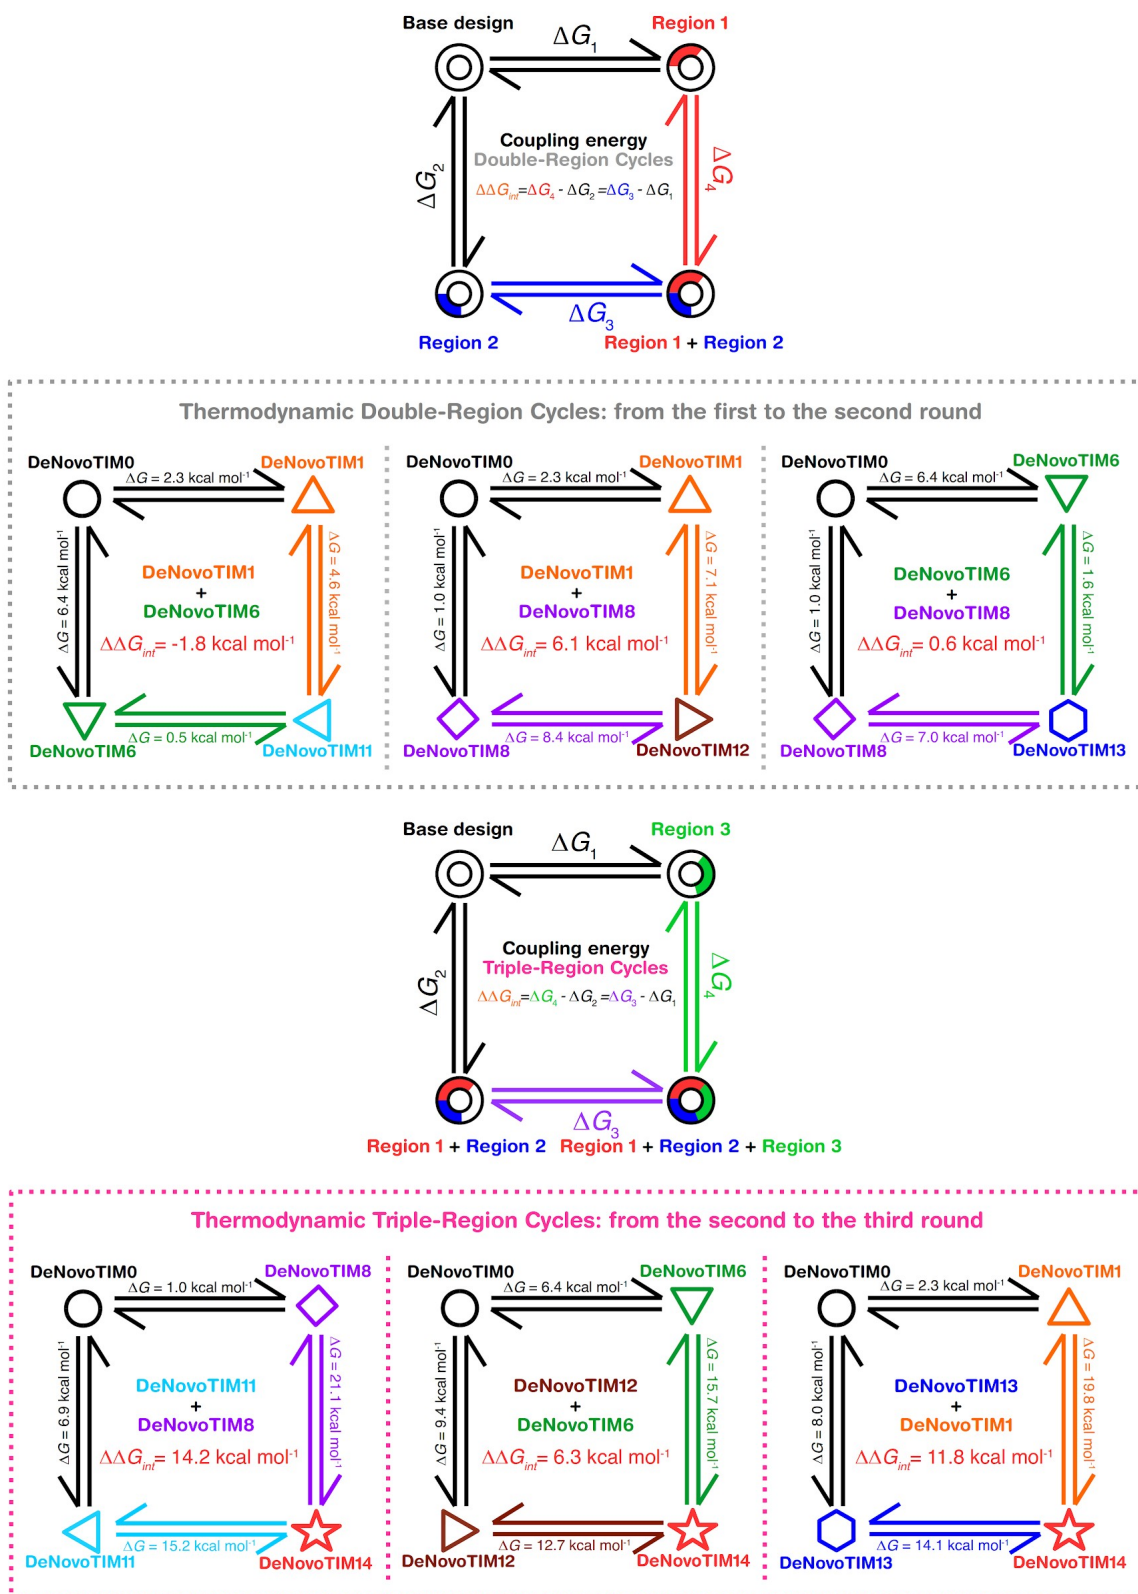 Base design
Region 1
ΔG1
ΔG2
Coupling energy
Double-Region Cycles
ΔΔGint=ΔG4 - ΔG2 =ΔG3 - ΔG1
ΔG4
ΔG3
Region 2
Region 1 + Region 2
Thermodynamic Double-Region Cycles: from the first to the second round
DeNovoTIM0
ΔG = 2.3 kcal mol-1
DeNovoTIM1
ΔG = 6.4 kcal mol-1
DeNovoTIM1
+
DeNovoTIM6
ΔΔGint= -1.8 kcal mol-1
ΔG = 4.6 kcal mol-1
DeNovoTIM6
ΔG = 0.5 kcal mol-1
DeNovoTIM11
DeNovoTIM0
ΔG = 2.3 kcal mol-1
DeNovoTIM1
ΔG = 1.0 kcal mol-1
DeNovoTIM1
+
DeNovoTIM8
ΔΔGint= 6.1 kcal mol-1
ΔG = 7.1 kcal mol-1
DeNovoTIM8
ΔG = 8.4 kcal mol-1
DeNovoTIM12
DeNovoTIM0
ΔG = 6.4 kcal mol-1
DeNovoTIM6
ΔG = 1.0 kcal mol-1
DeNovoTIM6
+
DeNovoTIM8
ΔΔGint= 0.6 kcal mol-1
ΔG = 1.6 kcal mol-1
DeNovoTIM8
ΔG = 7.0 kcal mol-1
DeNovoTIM13
Base design
Region 3
ΔG1
ΔG2
Coupling energy
Triple-Region Cycles
ΔΔGint=ΔG4 - ΔG2 =ΔG3 - ΔG1
ΔG4
ΔG3
Region 1 + Region 2
Region 1 + Region 2 + Region 3
Thermodynamic Triple-Region Cycles: from the second to the third round
DeNovoTIM0
ΔG = 1.0 kcal mol-1
DeNovoTIM8
ΔG = 6.9 kcal mol-1
DeNovoTIM11
+
DeNovoTIM8
ΔΔGint= 14.2 kcal mol-1
ΔG = 21.1 kcal mol-1
DeNovoTIM11
ΔG = 15.2 kcal mol-1
DeNovoTIM14
DeNovoTIM0
ΔG = 6.4 kcal mol-1
DeNovoTIM6
ΔG = 9.4 kcal mol-1
DeNovoTIM12
+
DeNovoTIM6
ΔΔGint= 6.3 kcal mol-1
ΔG = 15.7 kcal mol-1
DeNovoTIM12
ΔG = 12.7 kcal mol-1
DeNovoTIM14
DeNovoTIM0
ΔG = 2.3 kcal mol-1
DeNovoTIM1
ΔG = 8.0 kcal mol-1
DeNovoTIM13
+
DeNovoTIM1
ΔΔGint= 11.8 kcal mol-1
ΔG = 19.8 kcal mol-1
DeNovoTIM13
ΔG = 14.1 kcal mol-1
DeNovoTIM14